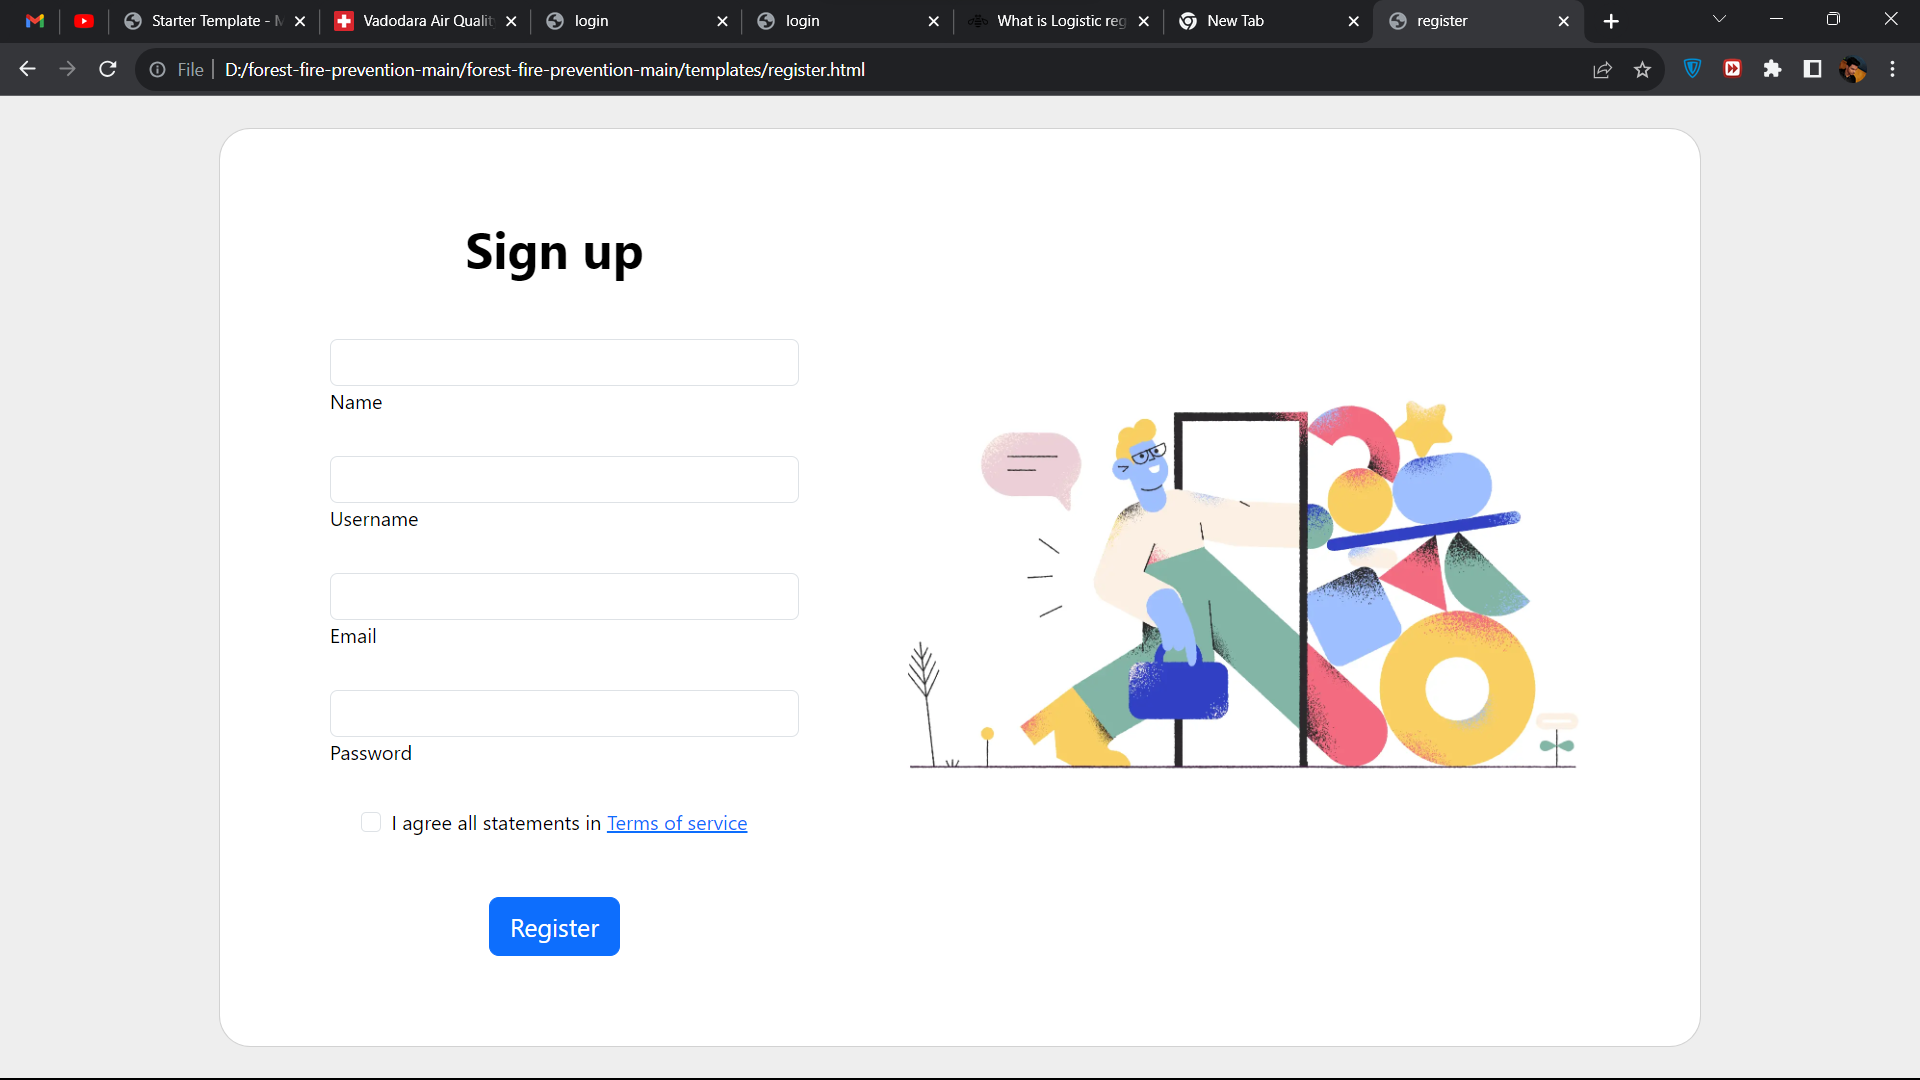 Starter Template - M
Vadodara Air Qualit
login
login
What is Logistic reg
New Tab
register
File
D:/forest-fire-prevention-main/forest-fire-prevention-main/templates/register.html
Sign up
Name
Username
Email
Password
I agree all statements in Terms of service
Register